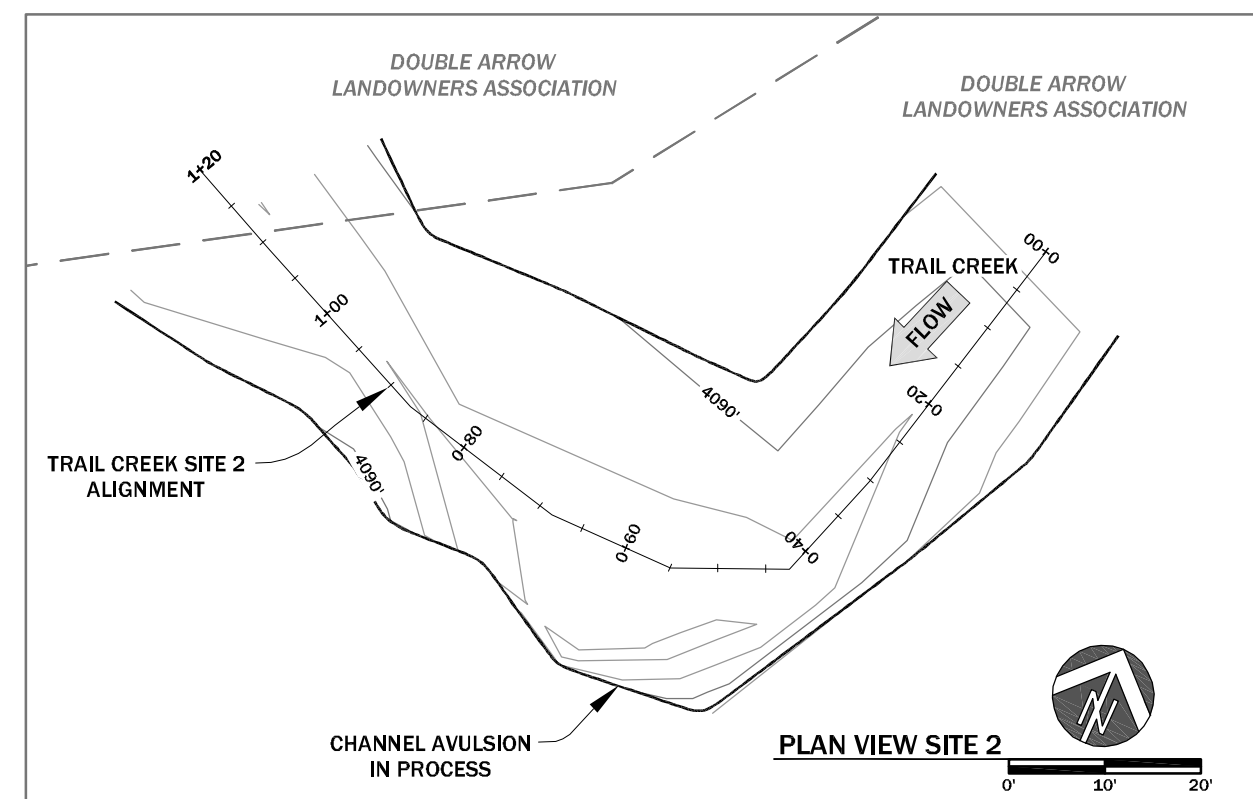 DOUBLE ARROW
LANDOWNERS ASSOCIATION
DOUBLE ARROW
LANDOWNERS ASSOCIATION
1+20
0+00
TRAIL CREEK
FLOW
1+00
0+20
4090'
0+80
TRAIL CREEK SITE 2
ALIGNMENT
4090'
0+60
0+40
CHANNEL AVULSION
IN PROCESS
N
PLAN VIEW SITE 2
0' 10' 20'